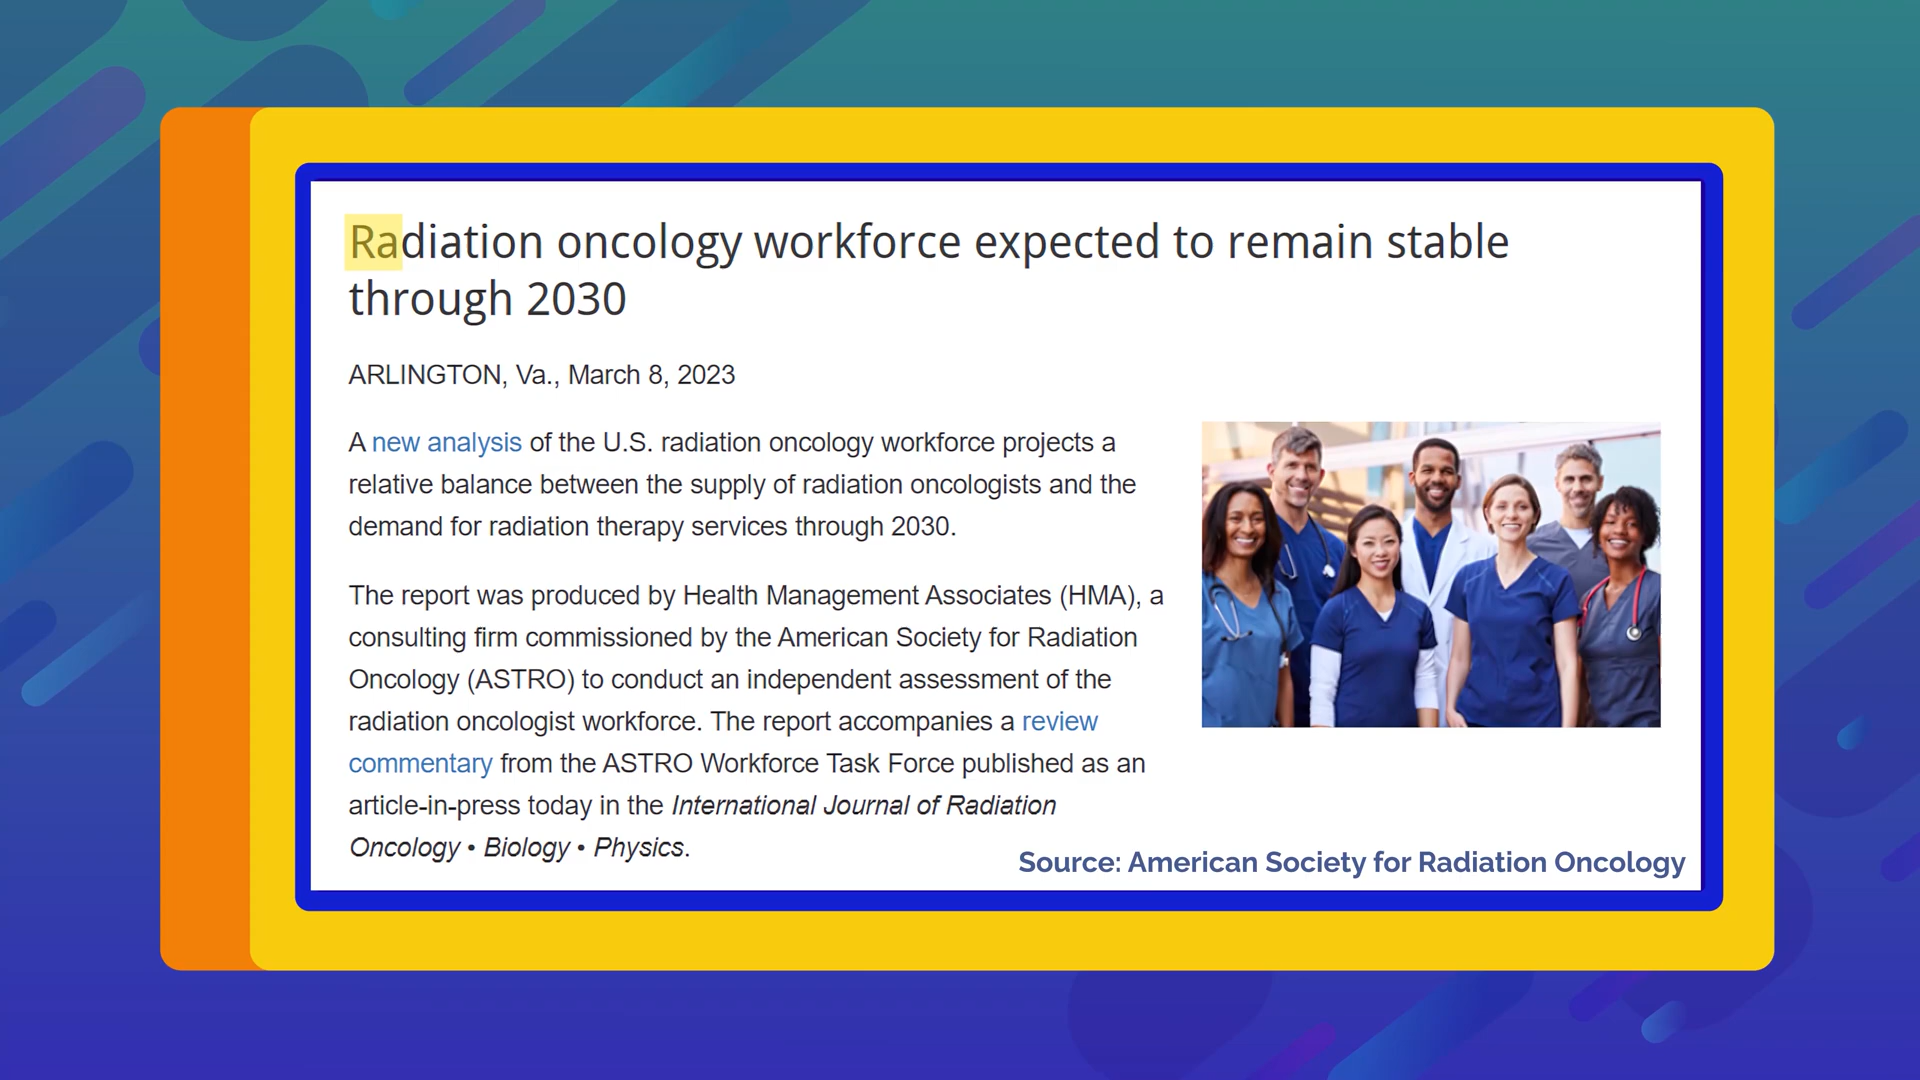 Radiation oncology workforce expected to remain stable
through 2030
ARLINGTON, Va., March 8, 2023
A new analysis of the U.S. radiation oncology workforce projects a
relative balance between the supply of radiation oncologists and the
demand for radiation therapy services through 2030.
The report was produced by Health Management Associates (HMA), a
consulting firm commissioned by the American Society for Radiation
Oncology (ASTRO) to conduct an independent assessment of the
radiation oncologist workforce. The report accompanies a review
commentary from the ASTRO Workforce Task Force published as an
article-in-press today in the International Journal of Radiation
Oncology • Biology • Physics.
Source: American Society for Radiation Oncology